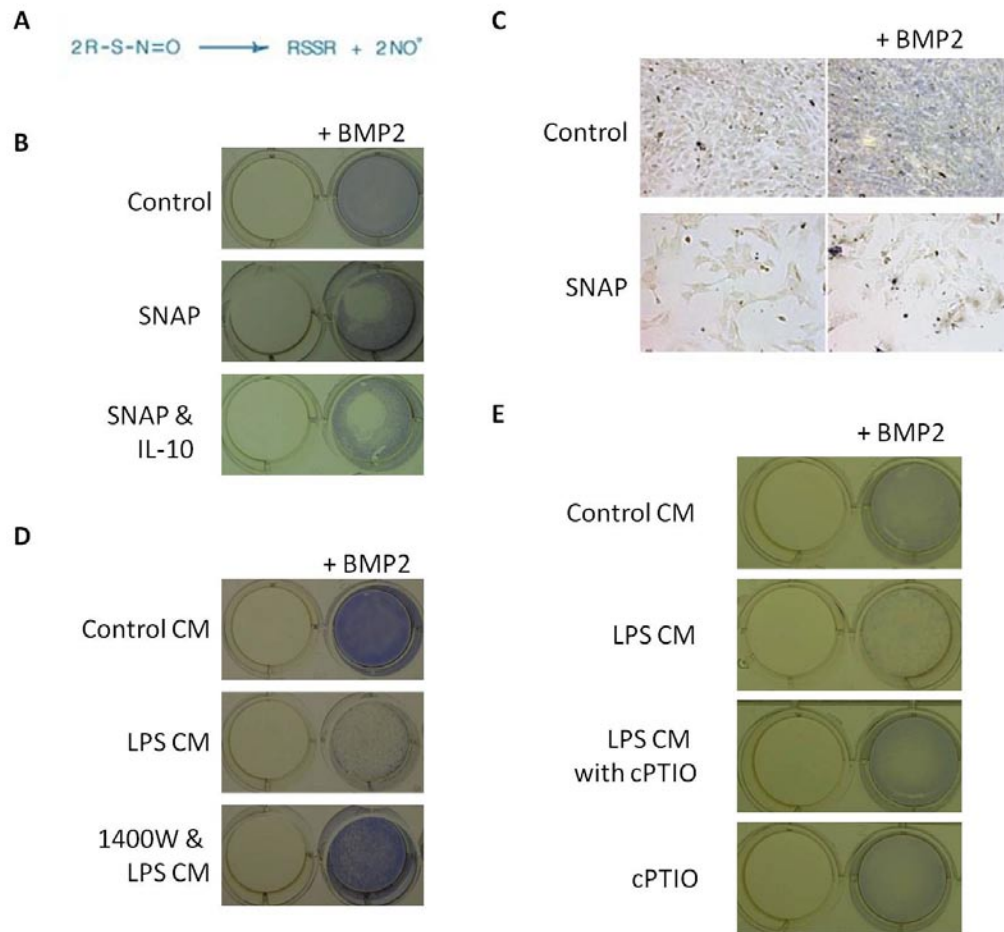 A
2R-S-N=O → RSSR + 2NO*
B
+ BMP2
Control
SNAP
SNAP &
IL-10
C
+ BMP2
Control
SNAP
D
+ BMP2
Control CM
LPS CM
1400W &
LPS CM
E
+ BMP2
Control CM
LPS CM
LPS CM
with cPTIO
cPTIO